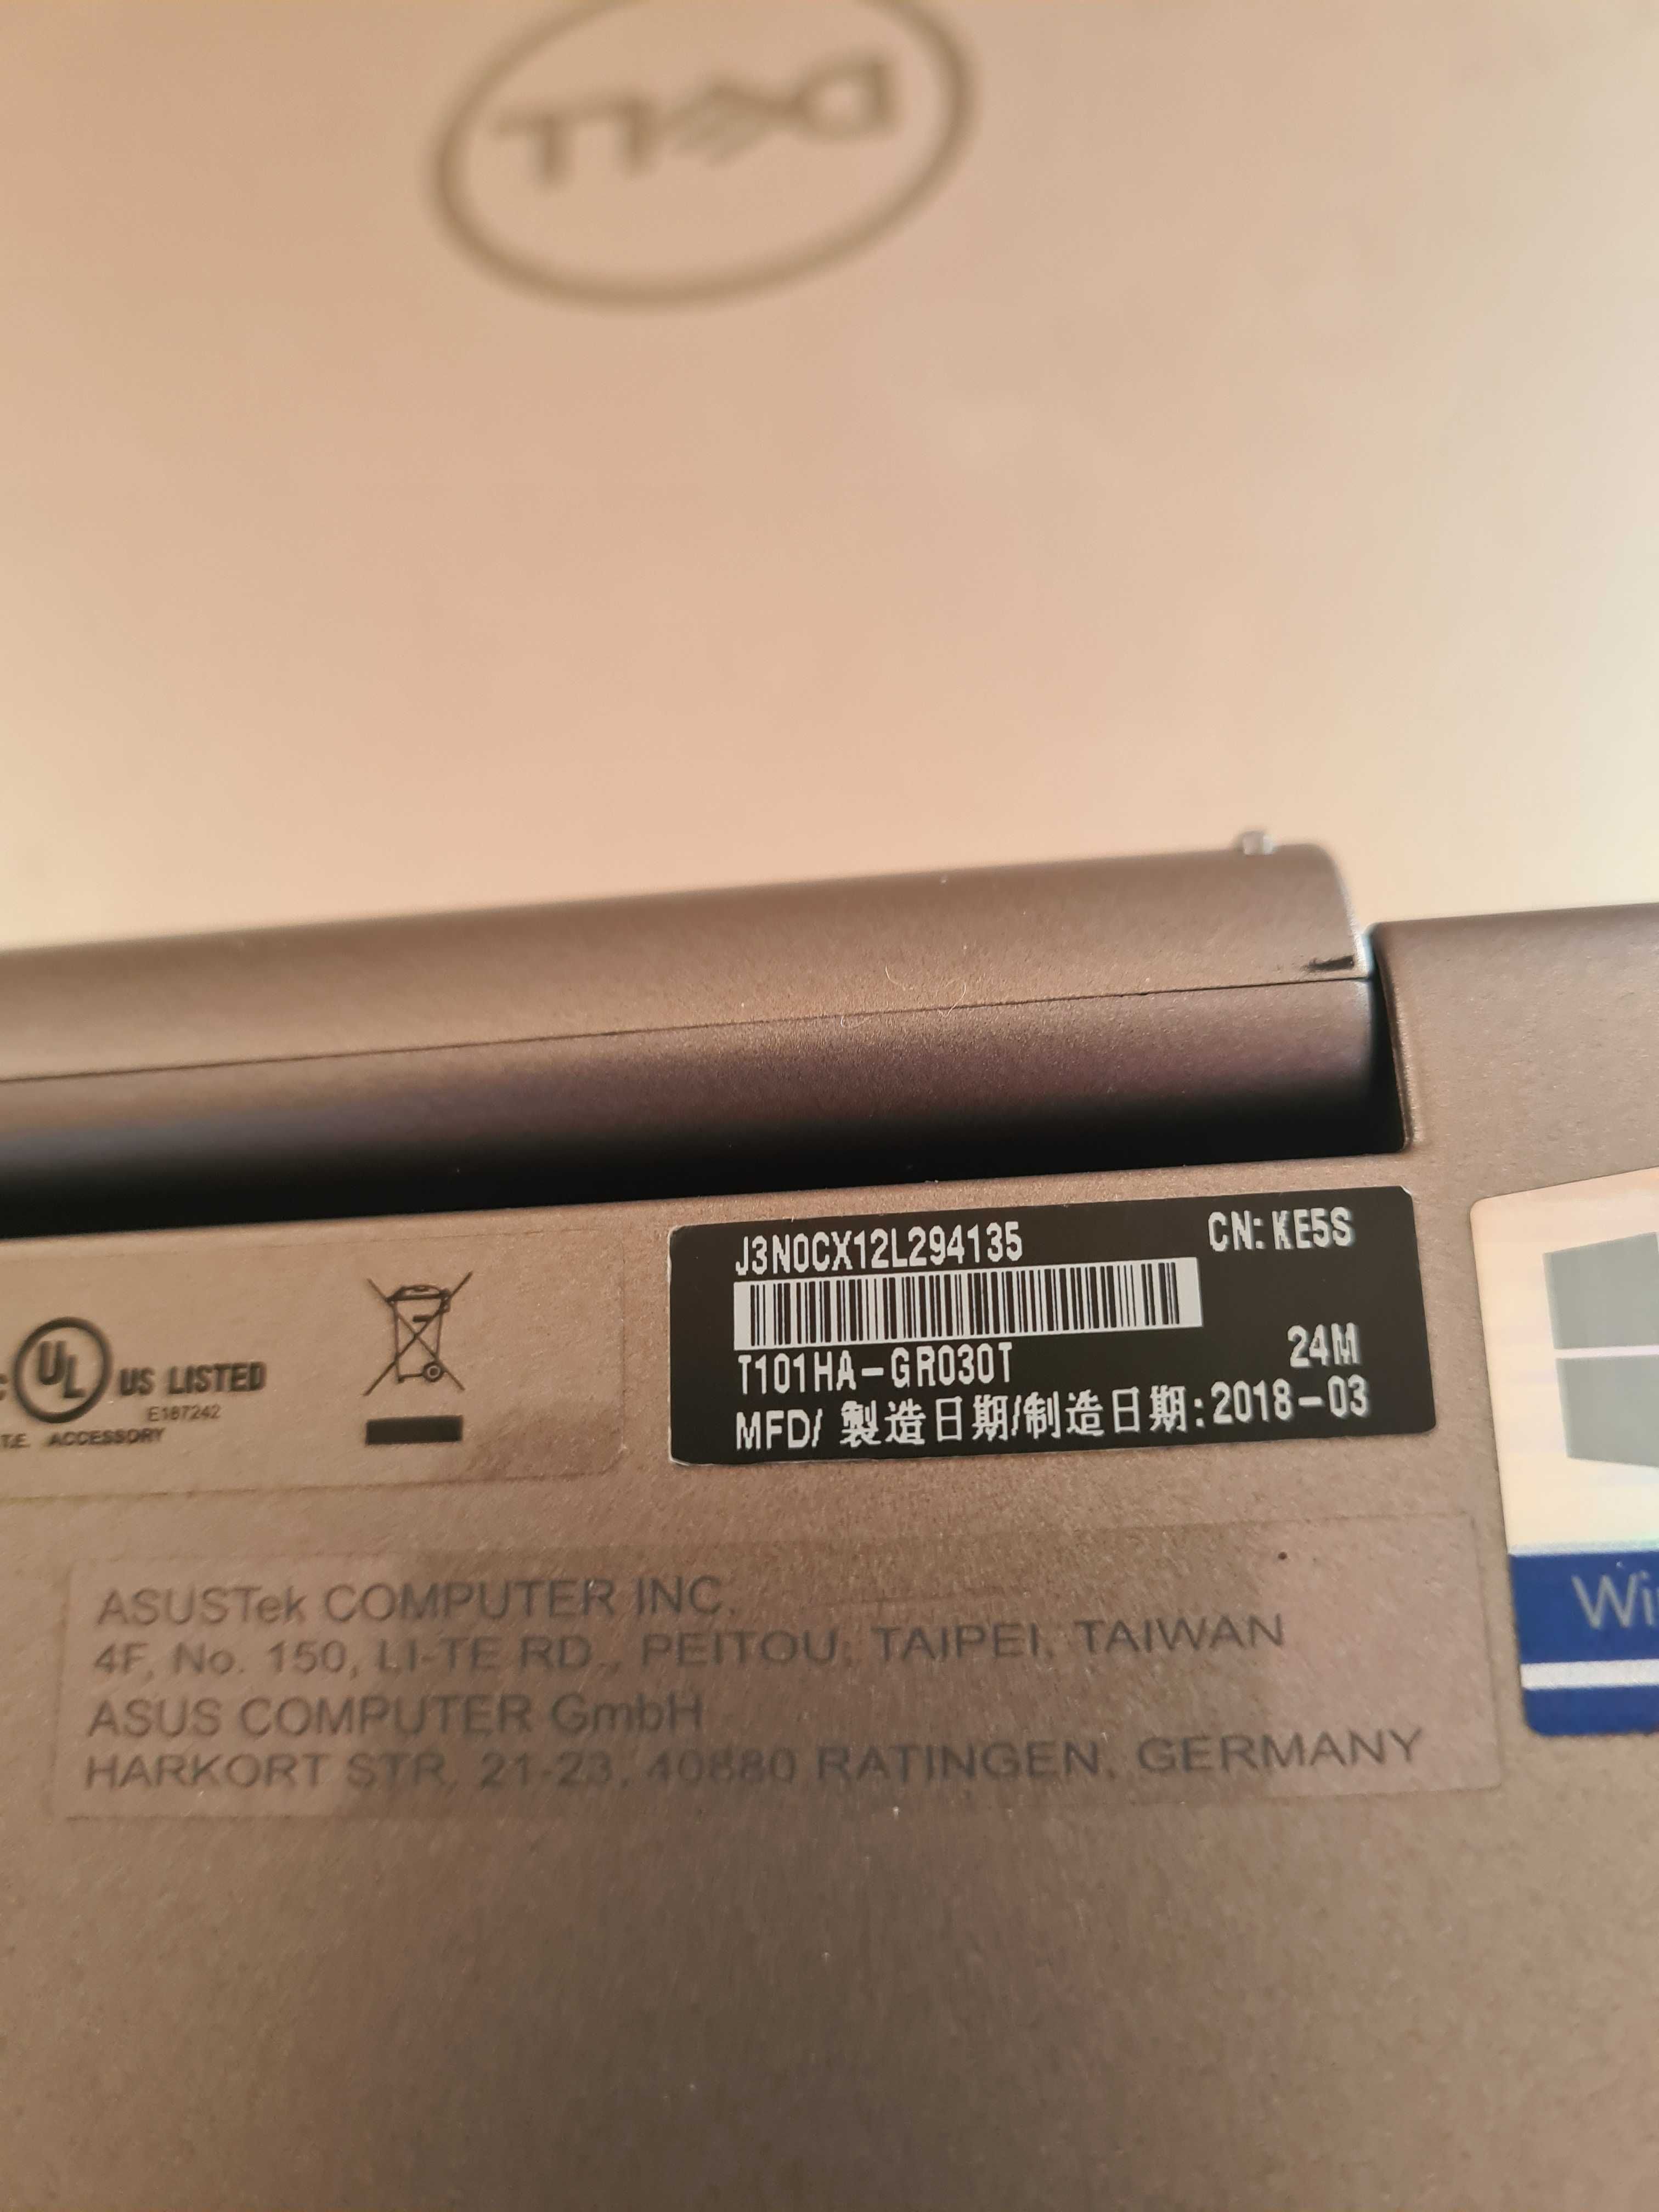 DELL
J3N0CX12L294135
CN: KE5S
T101HA-GR030T
24M
MFD/ 製造日期/制造日期:2018-03
c UL US LISTED
E187242
ACCESSORY
ASUSTek COMPUTER INC.
4F, No. 150, LI-TE RD., PEITOU, TAIPEI, TAIWAN
ASUS COMPUTER GmbH
HARKORT STR. 21-23, 40880 RATINGEN, GERMANY